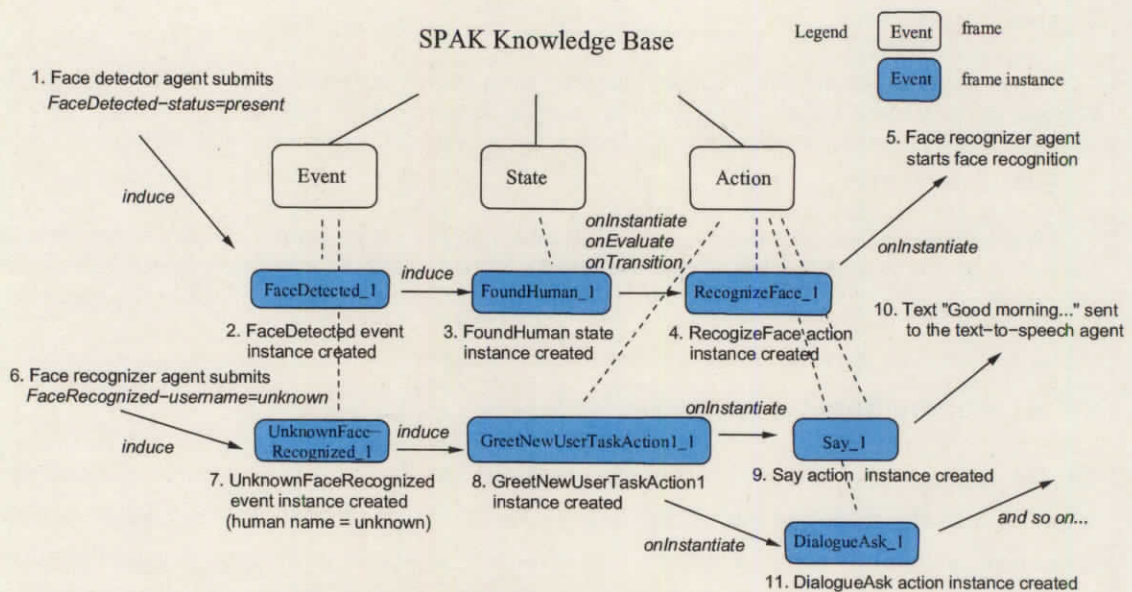 SPAK Knowledge Base
Legend
Event
frame
Event
frame instance
1. Face detector agent submits
FaceDetected−status=present
induce
Event
State
Action
5. Face recognizer agent
starts face recognition
onInstantiate
onEvaluate
onTransition
onInstantiate
FaceDetected_1
induce
FoundHuman_1
RecognizeFace_1
2. FaceDetected event
instance created
3. FoundHuman state
instance created
4. RecogizeFace action
instance created
10. Text "Good morning..." sent
to the text−to−speech agent
6. Face recognizer agent submits
FaceRecognized−username=unknown
induce
UnknownFace−
Recognized_1
induce
GreetNewUserTaskAction1_1
onInstantiate
Say_1
7. UnknownFaceRecognized
event instance created
(human name = unknown)
8. GreetNewUserTaskAction1
instance created
9. Say action instance created
onInstantiate
DialogueAsk_1
and so on...
11. DialogueAsk action instance created